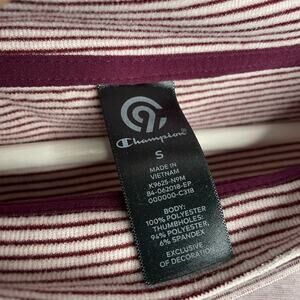 C9
Champion
S
MADE IN
VIETNAM
K9625-N9M
84-062018-EP
000000-C318
BODY:
100% POLYESTER
THUMBHOLES:
94% POLYESTER,
6% SPANDEX
EXCLUSIVE
OF DECORATION